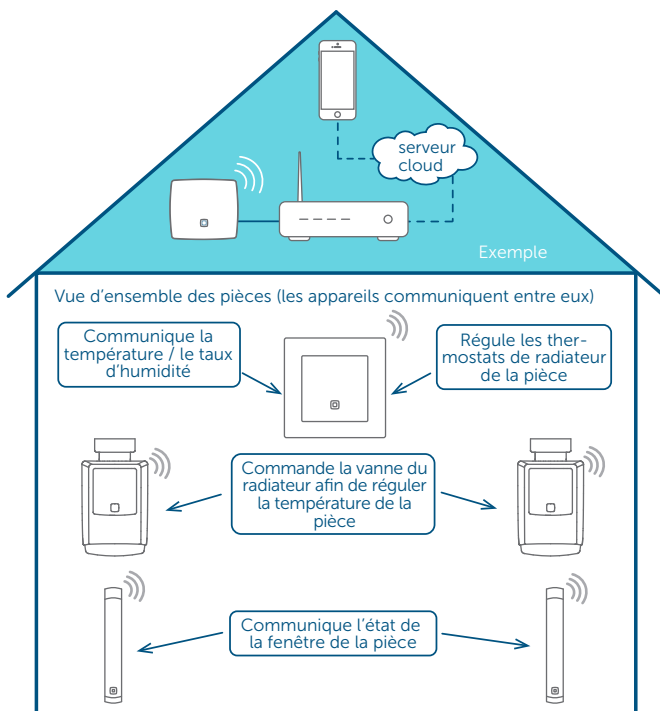 serveur
cloud
Exemple
Vue d’ensemble des pièces (les appareils communiquent entre eux)
Communique la
température / le taux
d’humidité
Régule les ther-
mostats de radiateur
de la pièce
Commande la vanne du
radiateur afin de réguler
la température de la
pièce
Communique l’état de
la fenêtre de la pièce